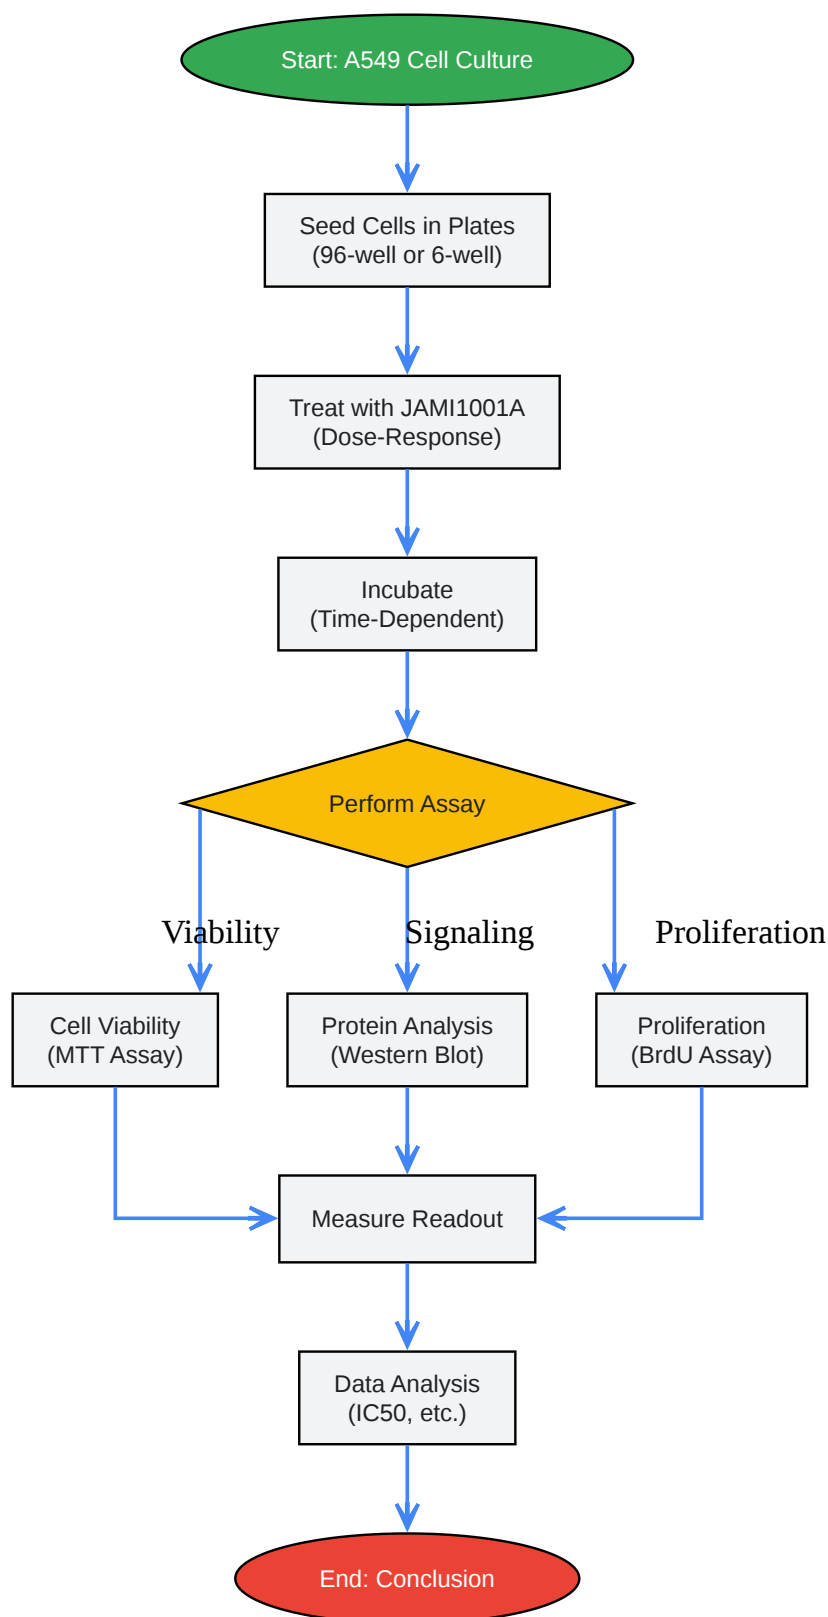 Start: A549 Cell Culture
Seed Cells in Plates
(96-well or 6-well)
Treat with JAMI1001A
(Dose-Response)
Incubate
(Time-Dependent)
Perform Assay
Viability
Signaling
Proliferation
Cell Viability
(MTT Assay)
Protein Analysis
(Western Blot)
Proliferation
(BrdU Assay)
Measure Readout
Data Analysis
(IC50, etc.)
End: Conclusion